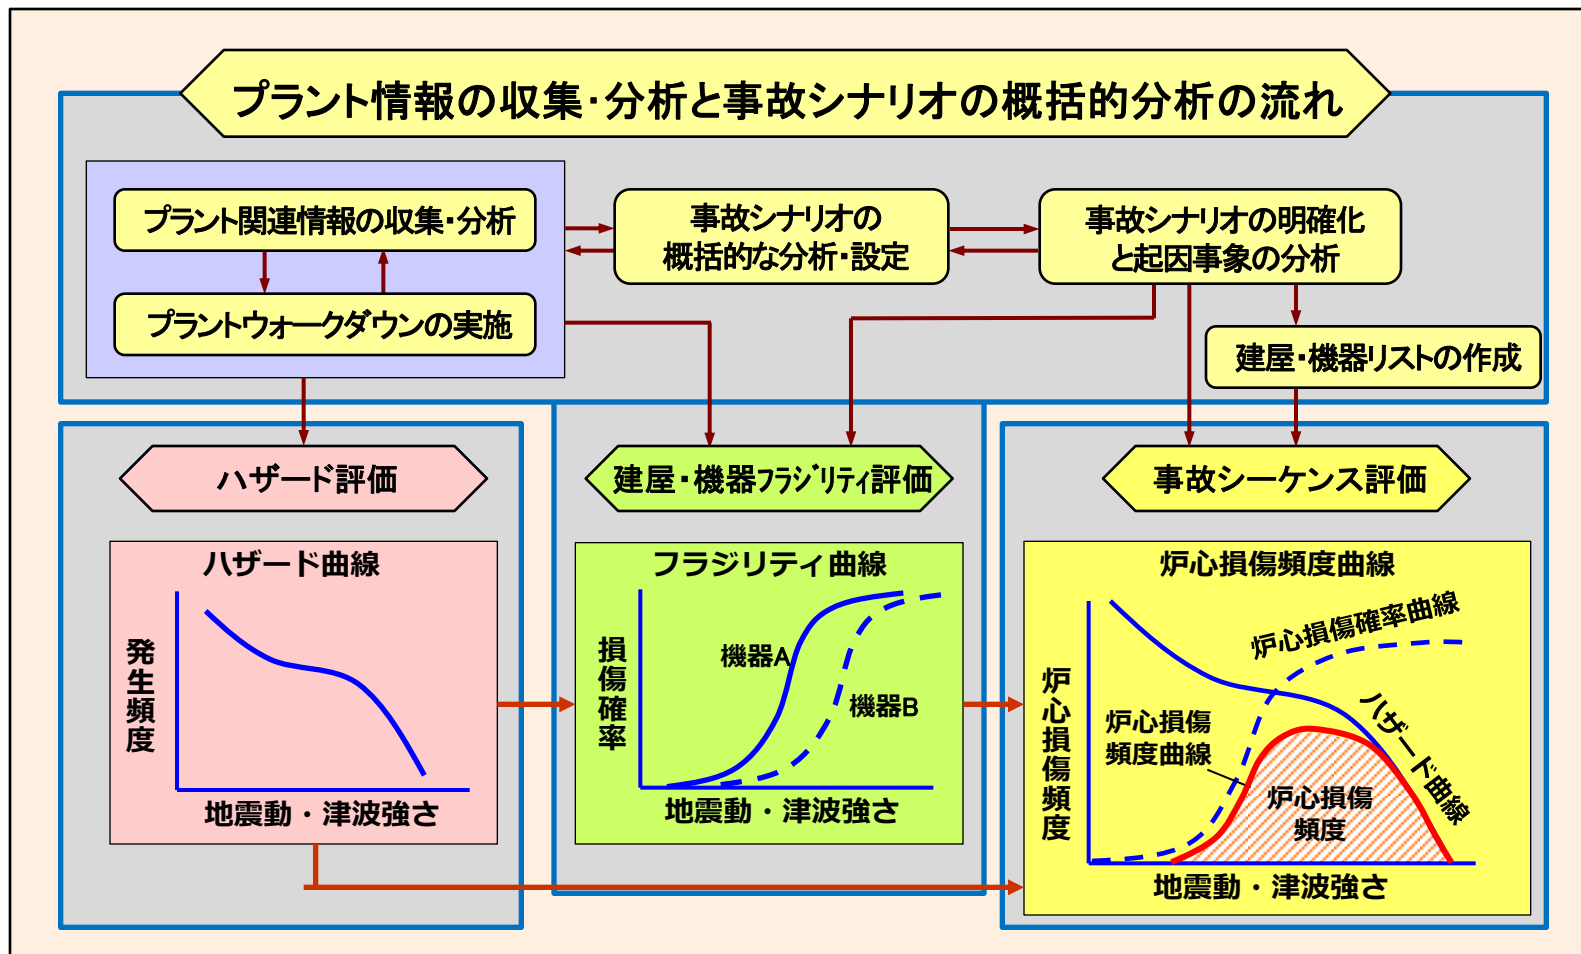 プラント情報の収集・分析と事故シナリオの概括的分析の流れ
プラント関連情報の収集・分析
プラントウォークダウンの実施
事故シナリオの
概括的な分析・設定
事故シナリオの明確化
と起因事象の分析
建屋・機器リストの作成
ハザード評価
ハザード曲線
発生頻度
地震動・津波強さ
建屋・機器フラジリティ評価
フラジリティ曲線
損傷確率
機器A
機器B
地震動・津波強さ
事故シーケンス評価
炉心損傷頻度曲線
炉心損傷頻度
炉心損傷確率曲線
ハザード曲線
炉心損傷
頻度曲線
炉心損傷
頻度
地震動・津波強さ